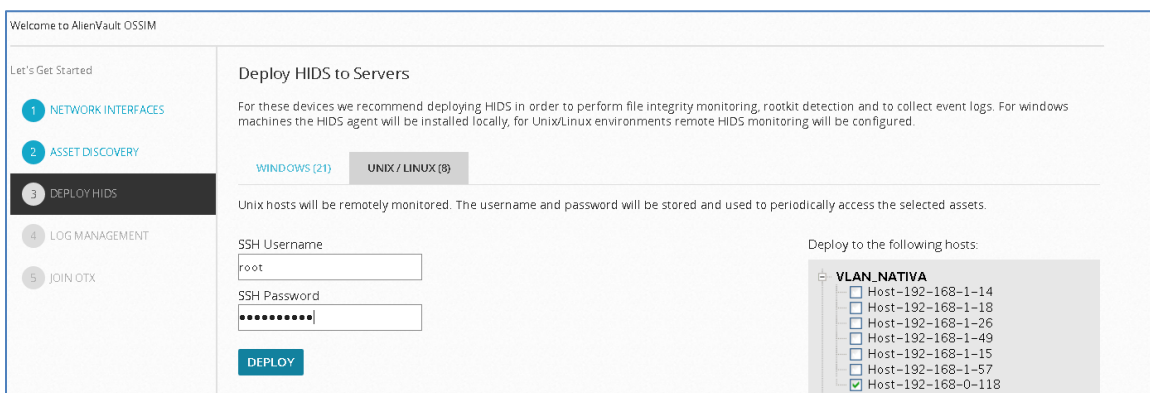 Welcome to AlienVault OSSIM
Let's Get Started
1 NETWORK INTERFACES
2 ASSET DISCOVERY
3 DEPLOY HIDS
4 LOG MANAGEMENT
5 JOIN OTX
Deploy HIDS to Servers
For these devices we recommend deploying HIDS in order to perform file integrity monitoring, rootkit detection and to collect event logs. For windows
machines the HIDS agent will be installed locally, for Unix/Linux environments remote HIDS monitoring will be configured.
WINDOWS (21) UNIX / LINUX (8)
Unix hosts will be remotely monitored. The username and password will be stored and used to periodically access the selected assets.
SSH Username
root
SSH Password
••••••••••
DEPLOY
Deploy to the following hosts:
VLAN_NATIVA
Host-192-168-1-14
Host-192-168-1-18
Host-192-168-1-26
Host-192-168-1-49
Host-192-168-1-15
Host-192-168-1-57
Host-192-168-0-118